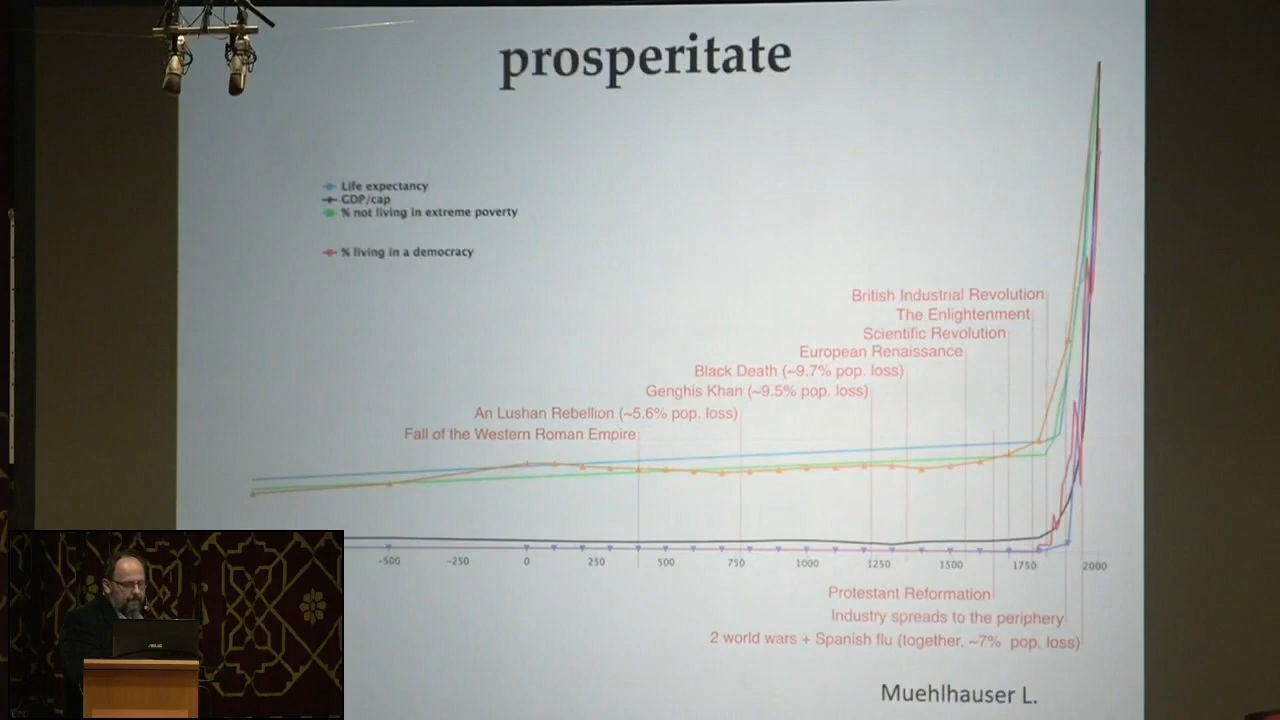 prosperitate
Life expectancy
GDP/cap
% not living in extreme poverty
% living in a democracy
British Industrial Revolution
The Enlightenment
Scientific Revolution
European Renaissance
Black Death (~9.7% pop. loss)
Genghis Khan (~9.5% pop. loss)
An Lushan Rebellion (~5.6% pop. loss)
Fall of the Western Roman Empire
-500 -250 0 250 500 750 1000 1250 1500 1750 2000
Protestant Reformation
Industry spreads to the periphery
2 world wars + Spanish flu (together, ~7% pop. loss)
Muehlhauser L.
ASUS